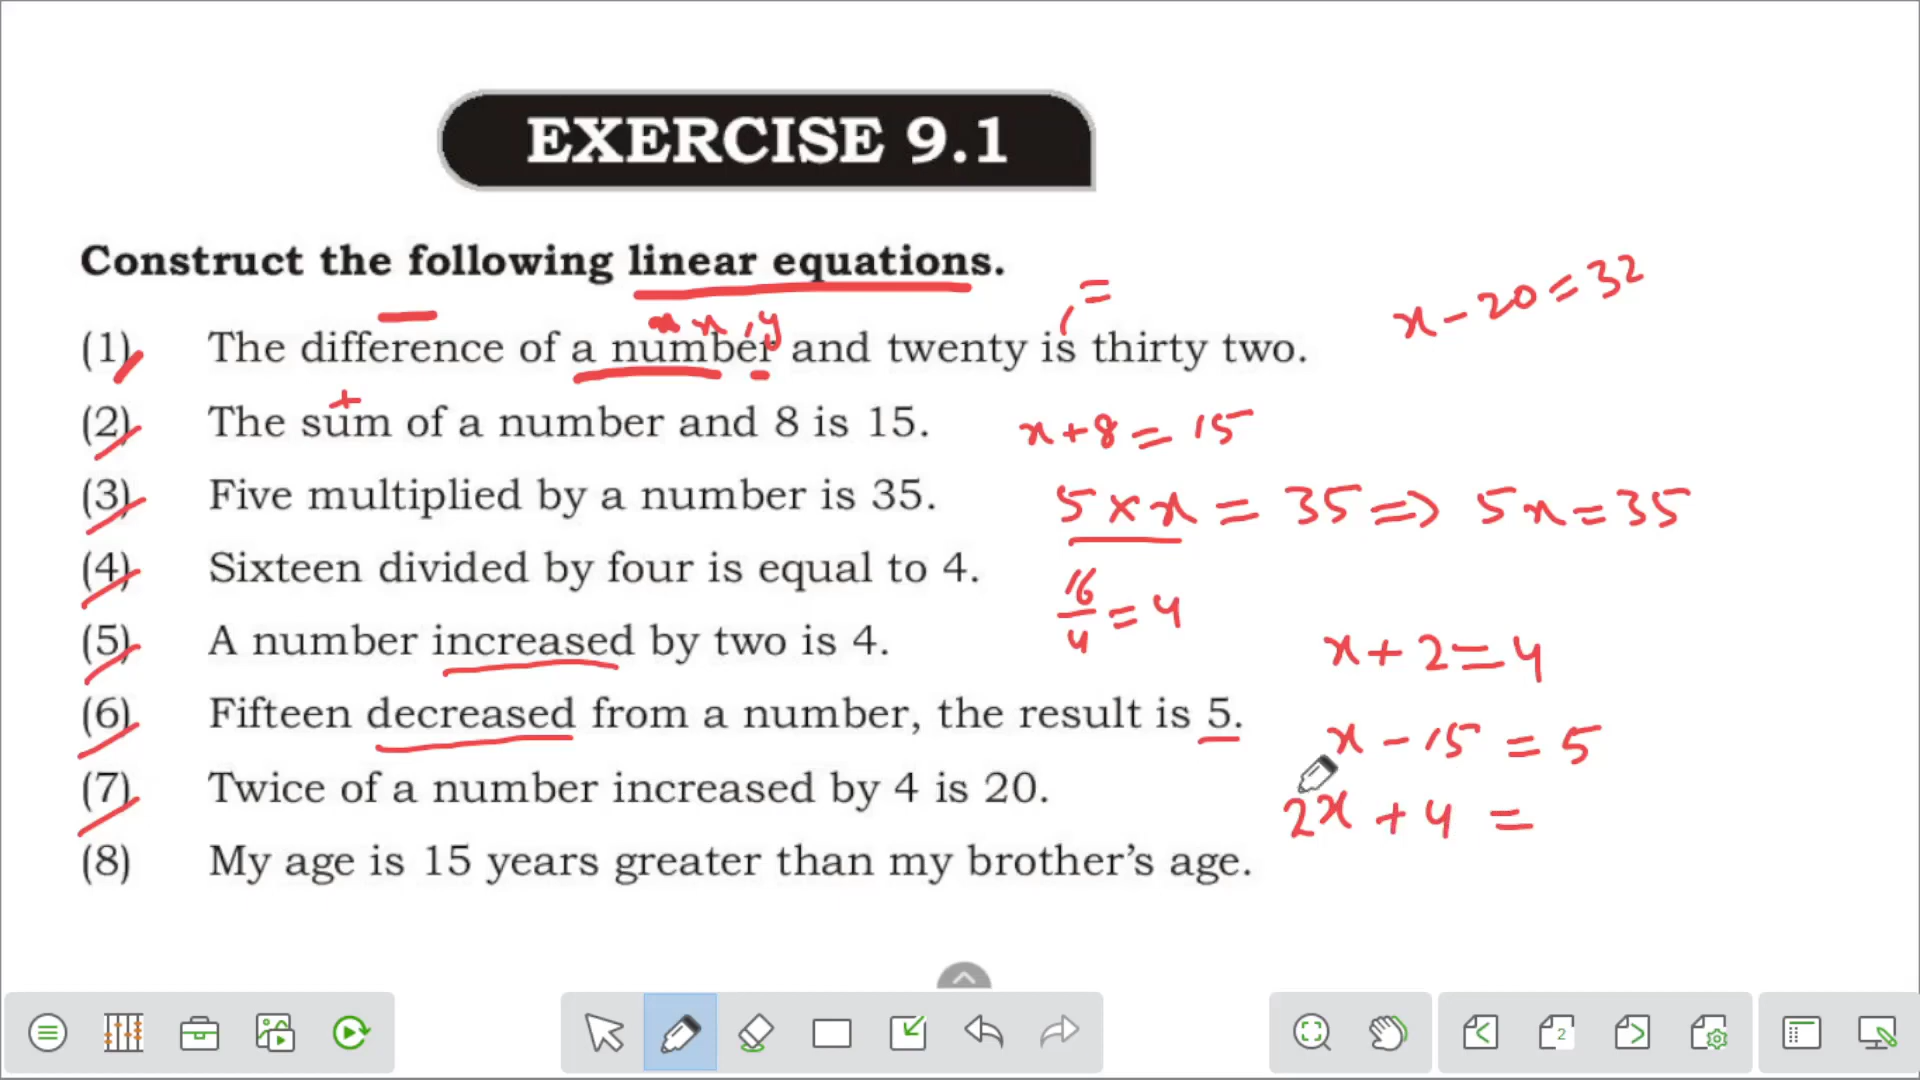 EXERCISE 9.1
Construct the following linear equations.
x - 20 = 32
=
x , y
(1) The difference of a number and twenty is thirty two.
+
(2) The sum of a number and 8 is 15. x + 8 = 15
(3) Five multiplied by a number is 35. 5 × x = 35 => 5x = 35
(4) Sixteen divided by four is equal to 4. 16/4 = 4
(5) A number increased by two is 4. x + 2 = 4
(6) Fifteen decreased from a number, the result is 5. x - 15 = 5
(7) Twice of a number increased by 4 is 20. 2x + 4 =
(8) My age is 15 years greater than my brother's age.
2